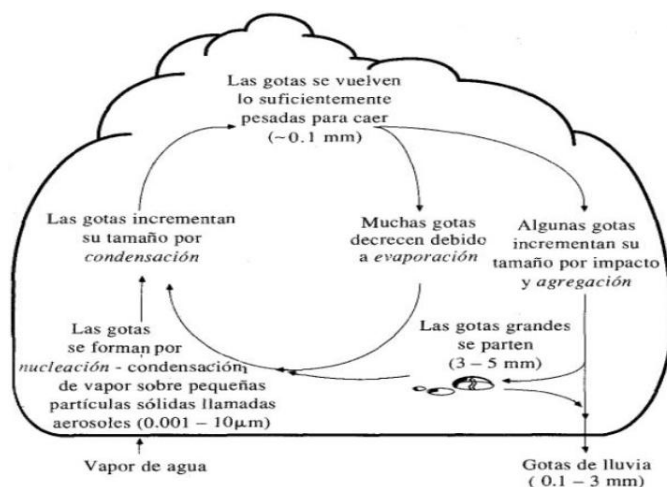 Las gotas se vuelven
lo suficientemente
pesadas para caer
(~0.1 mm)
Las gotas incrementan
su tamaño por
condensación
Muchas gotas
decrecen debido
a evaporación
Algunas gotas
incrementan su
tamaño por impacto
y agregación
Las gotas
se forman por
nucleación - condensación
de vapor sobre pequeñas
partículas sólidas llamadas
aerosoles (0.001 – 10μm)
Las gotas grandes
se parten
(3 – 5 mm)
Vapor de agua
Gotas de lluvia
( 0.1 – 3 mm)